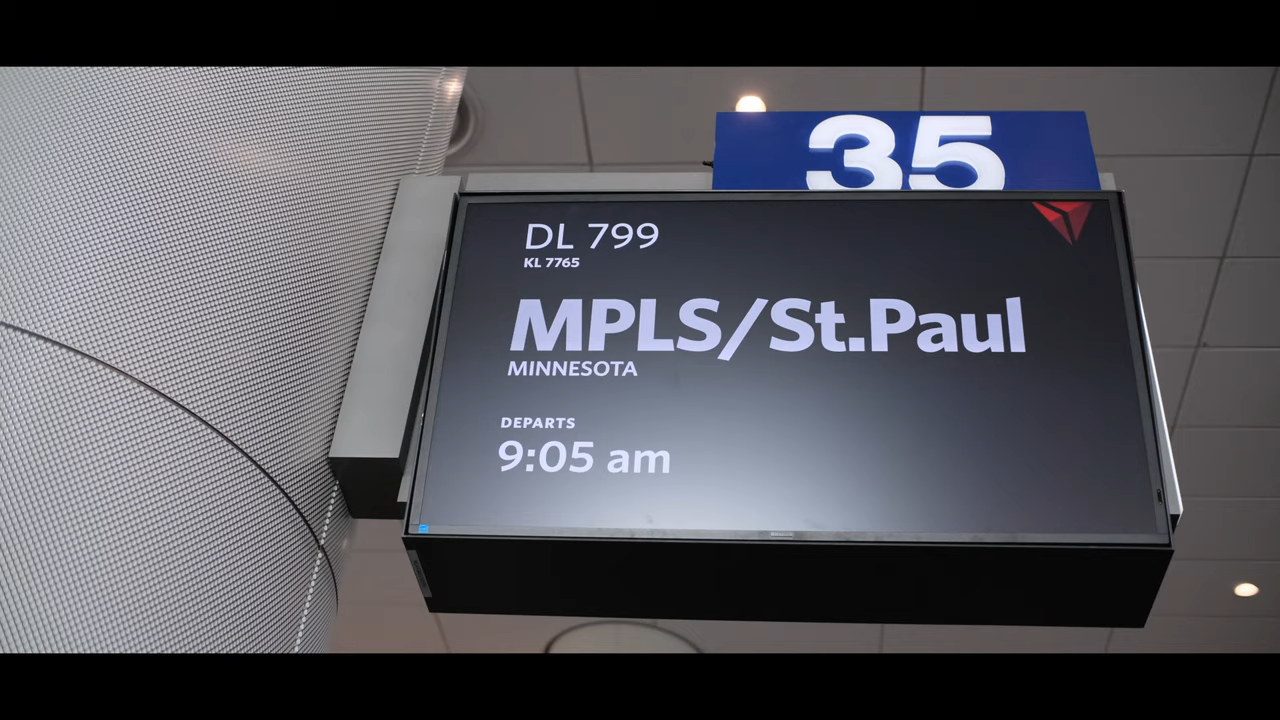 35
DL 799
KL 7765
MPLS/St.Paul
MINNESOTA
DEPARTS
9:05 am